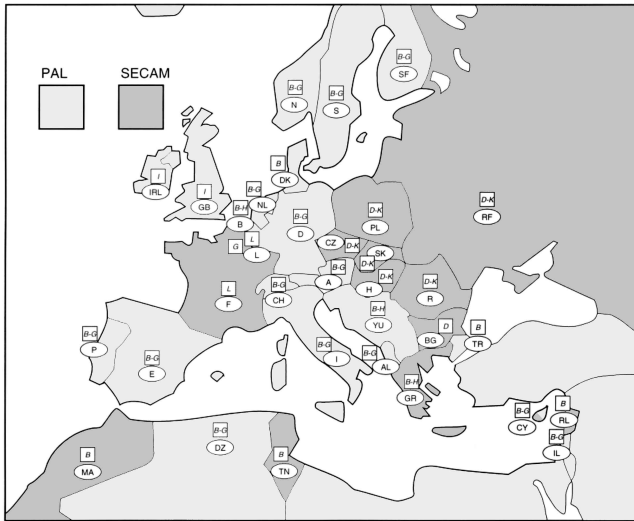 PAL SECAM
B-G
SF
B-G
N
B-G
S
I
IRL
I
GB
B
DK
B-G
NL
B-H
B
B-G
D
D-K
PL
D-K
RF
G
L
L
CZ
D-K
SK
D-K
D-K
H
B-G
A
L
F
B-G
CH
D-K
R
B-H
YU
D
BG
B
TR
B-G
P
B-G
E
B-G
I
B-G
AL
B-H
GR
B-G
CY
B
RL
B-G
IL
B
MA
B-G
DZ
B
TN